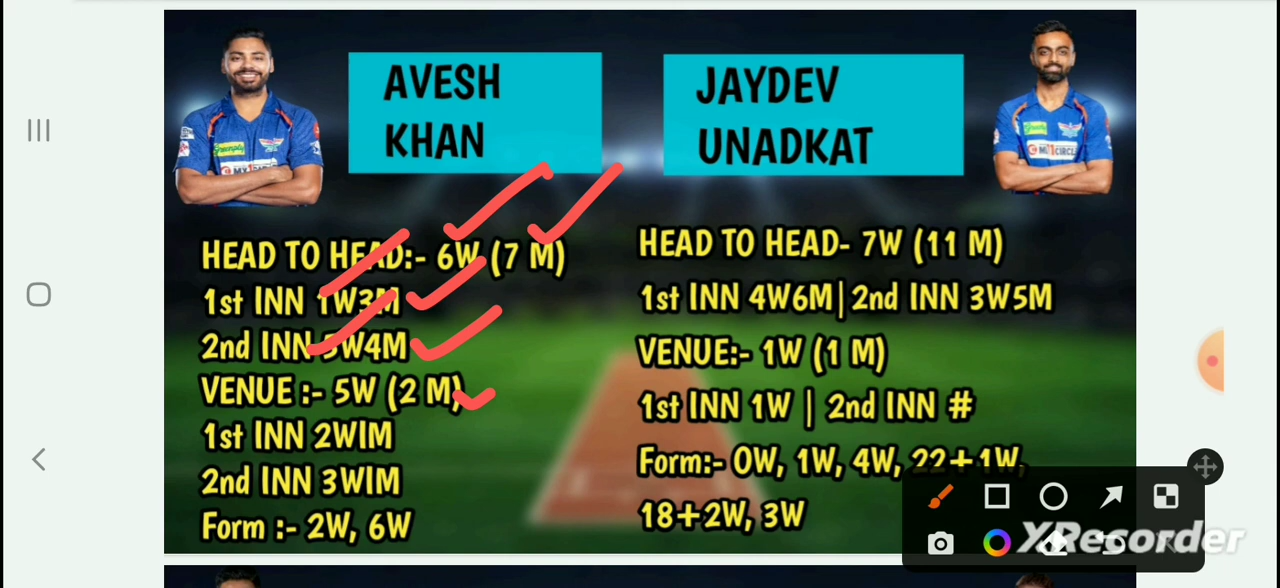 AVESH
KHAN
JAYDEV
UNADKAT
HEAD TO HEAD:- 6W (7 M)
1st INN 1W3M
2nd INN 5W4M
VENUE :- 5W (2 M)
1st INN 2WIM
2nd INN 3WIM
Form :- 2W, 6W
HEAD TO HEAD- 7W (11 M)
1st INN 4W6M| 2nd INN 3W5M
VENUE:- 1W (1 M)
1st INN 1W | 2nd INN #
Form:- 0W, 1W, 4W, 22+1W,
18+2W, 3W
XRecorder